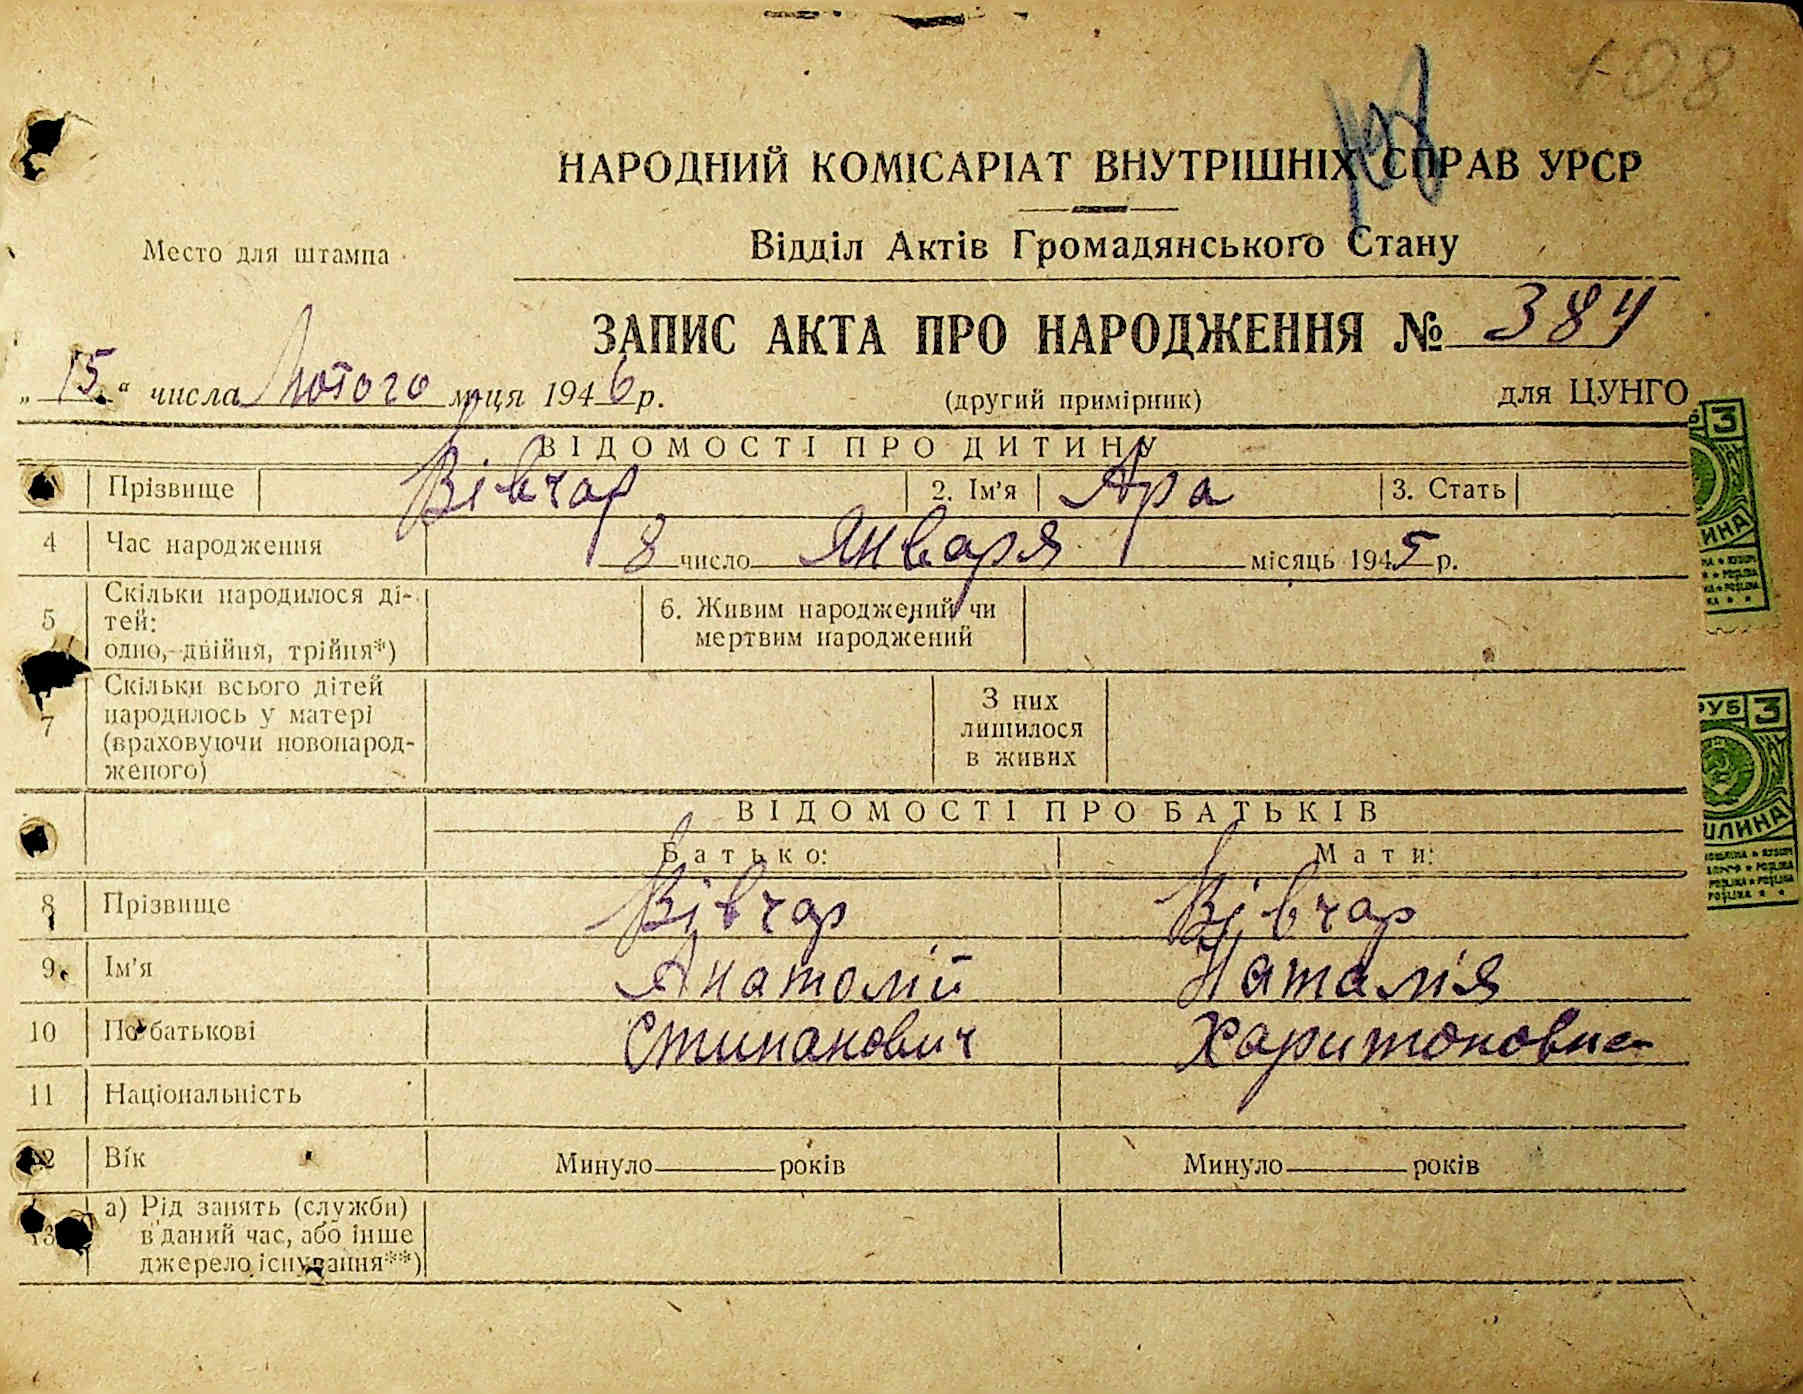 108
НАРОДНИЙ КОМІСАРІАТ ВНУТРІШНІХ СПРАВ УРСР
Место для штампа
Відділ Актів Громадянського Стану
ЗАПИС АКТА ПРО НАРОДЖЕННЯ № 384
„15“ числа Лютого м-ця 1946 р.
(другий примірник)
для ЦУНГО
ВІДОМОСТІ ПРО ДИТИНУ
Прізвище Вівчар 2. Ім'я Ара 3. Стать
4 Час народження 8 число Января місяць 1945 р.
5 Скільки народилося ді-
тей:
одно, двійня, трійня*)
6. Живим народжений чи
мертвим народжений
7 Скільки всього дітей
народилось у матері
(враховуючи новонарод-
женого)
З них
лишилося
в живих
ВІДОМОСТІ ПРО БАТЬКІВ
Батько: Мати:
8 Прізвище Вівчар Вівчар
9 Ім'я Анатолій Наталія
10 По батькові Стипанович Харитоновна
11 Національність
12 Вік Минуло років Минуло років
13 а) Рід занять (служби)
в даний час, або інше
джерело існування**)
3
РУБ 3